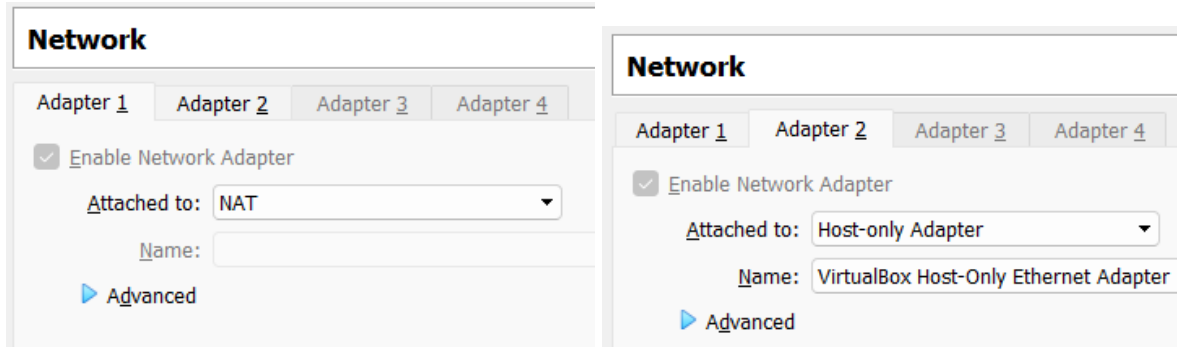 Network
Adapter 1 Adapter 2 Adapter 3 Adapter 4
Enable Network Adapter
Attached to: NAT
Name:
Advanced
Network
Adapter 1 Adapter 2 Adapter 3 Adapter 4
Enable Network Adapter
Attached to: Host-only Adapter
Name: VirtualBox Host-Only Ethernet Adapter
Advanced